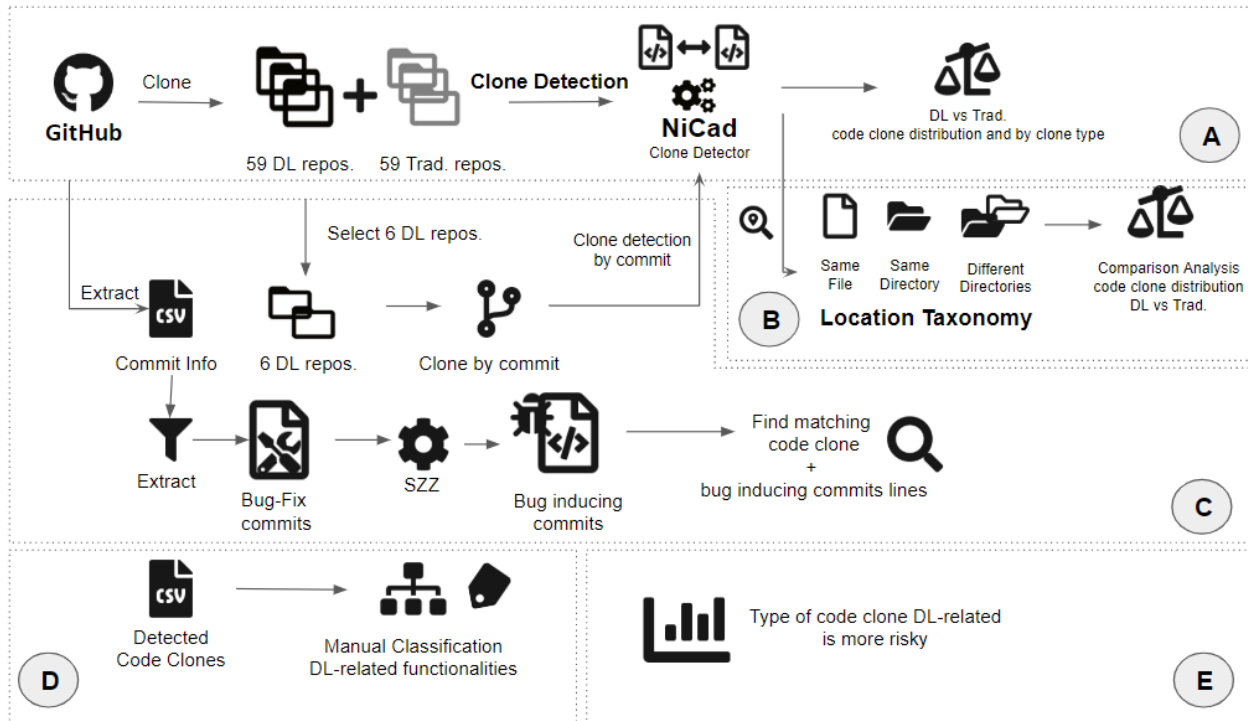 Clone
GitHub
59 DL repos.
59 Trad. repos.
Clone Detection
NiCad
Clone Detector
DL vs Trad.
code clone distribution and by clone type
A
Same
File
Same
Directory
Different
Directories
Comparison Analysis
code clone distribution
DL vs Trad.
B
Location Taxonomy
Select 6 DL repos.
Clone detection
by commit
Extract
CSV
Commit Info
6 DL repos.
Clone by commit
Extract
Bug-Fix
commits
SZZ
Bug inducing
commits
Find matching
code clone
+
bug inducing commits lines
C
CSV
Detected
Code Clones
Manual Classification
DL-related functionalities
D
Type of code clone DL-related
is more risky
E